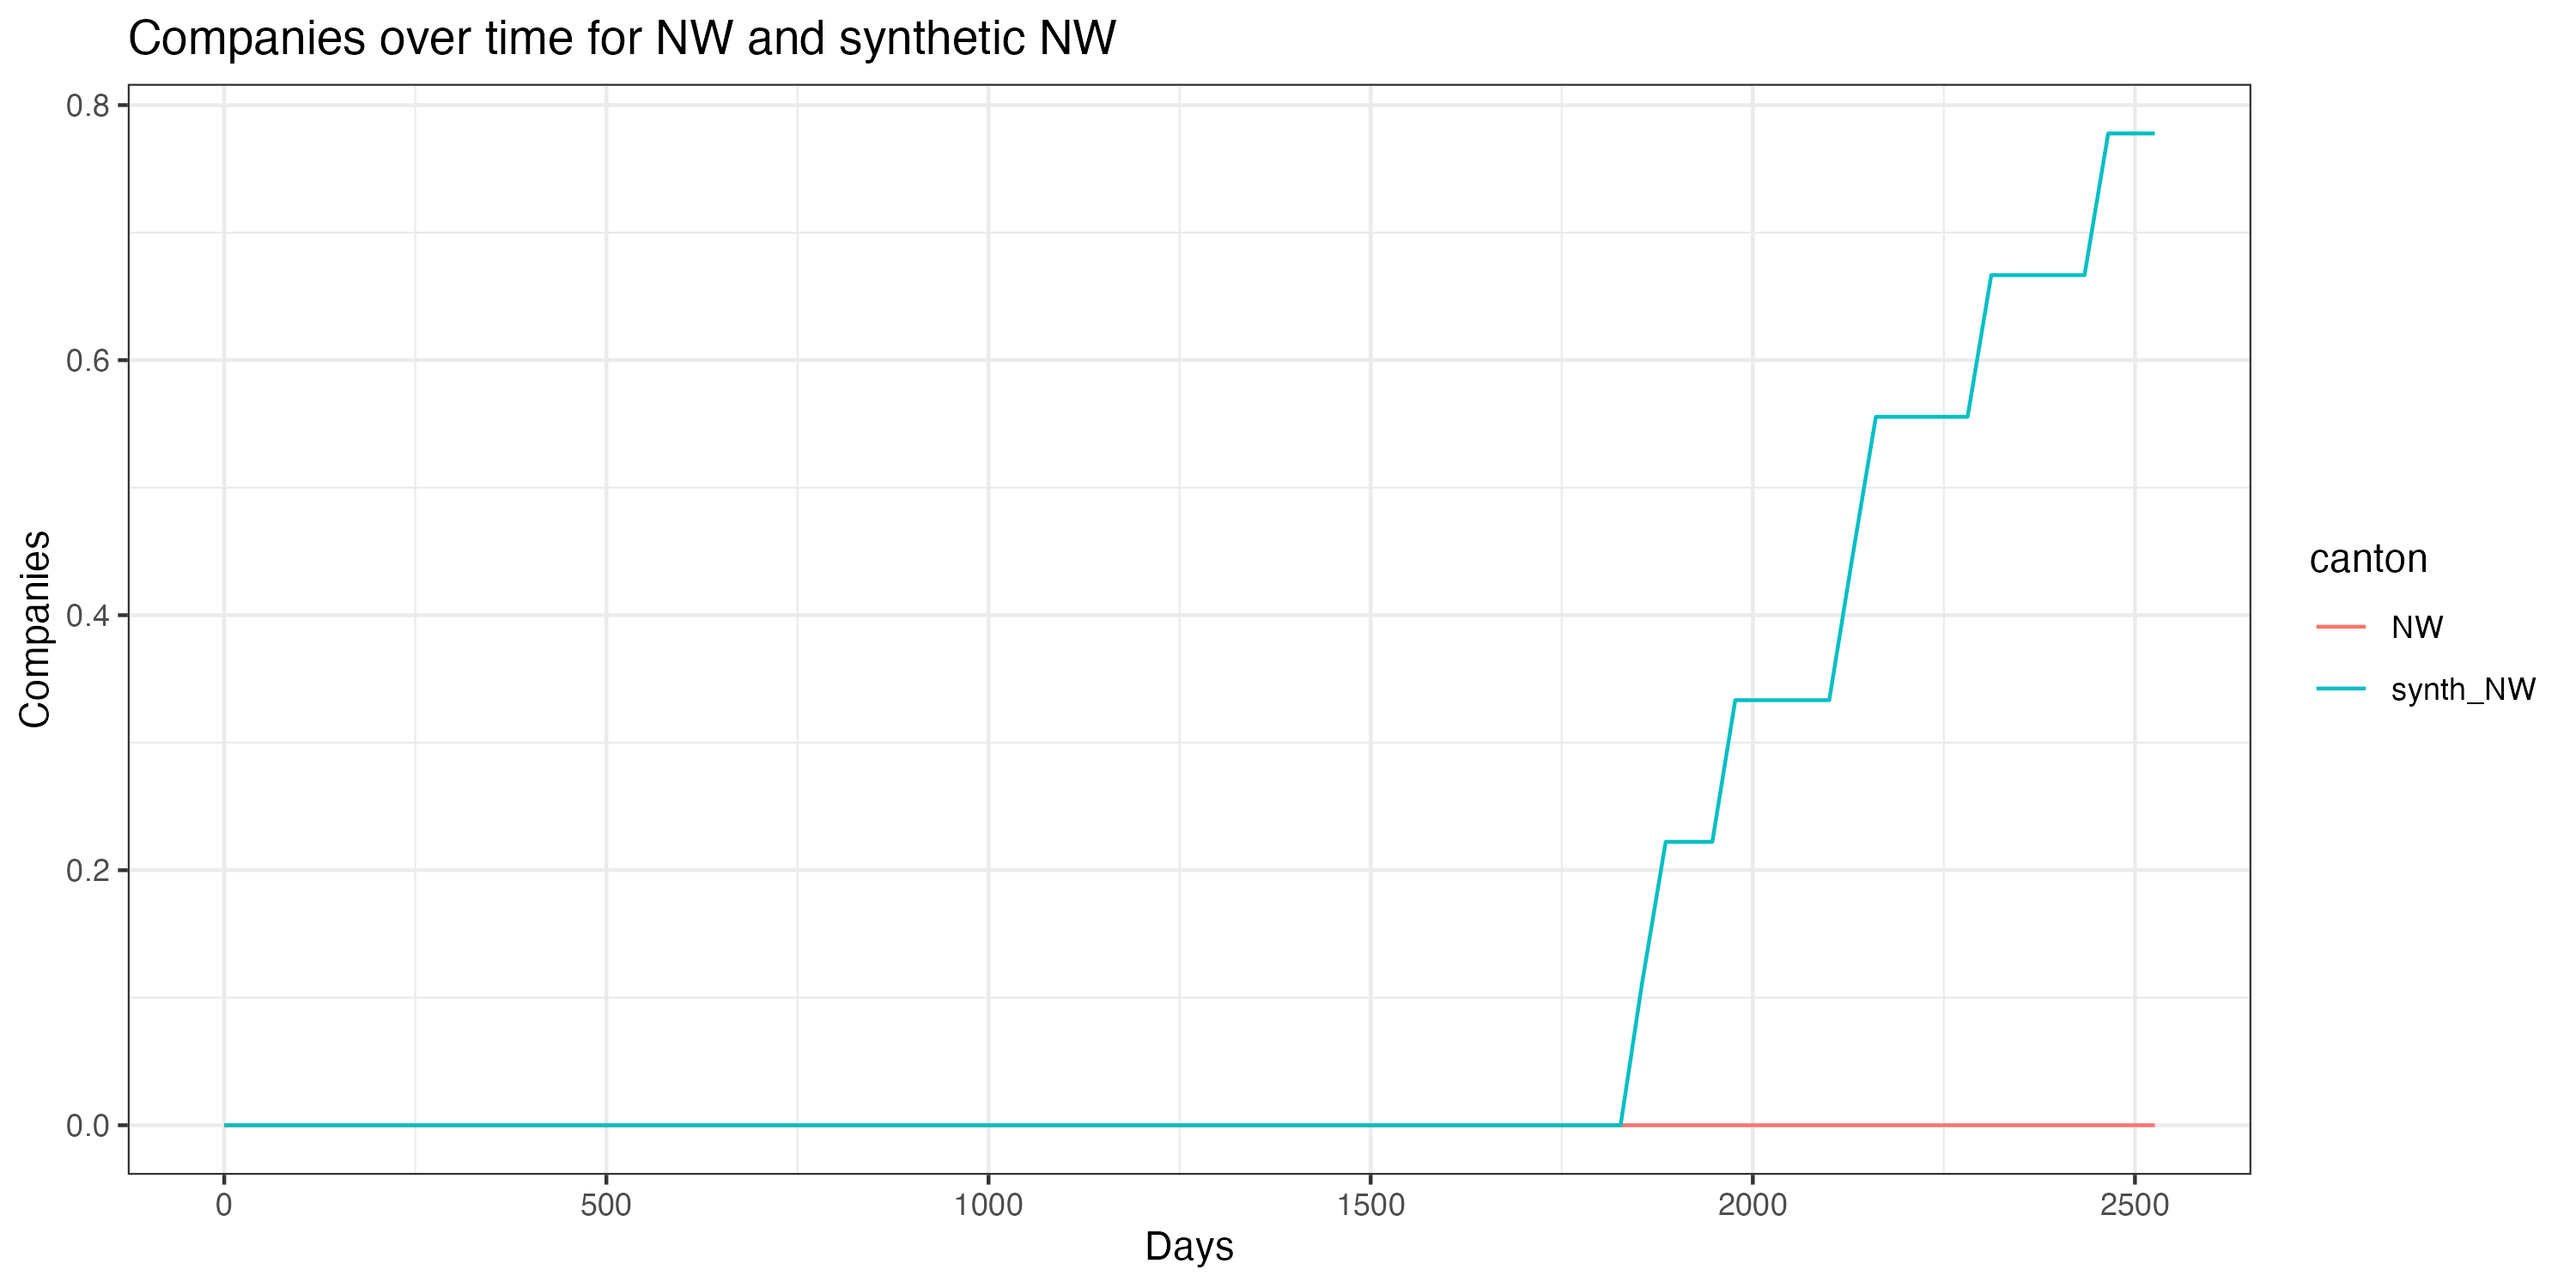 Companies over time for NW and synthetic NW
Companies
0.8
0.6
0.4
0.2
0.0
0 500 1000 1500 2000 2500
Days
canton
NW
synth_NW